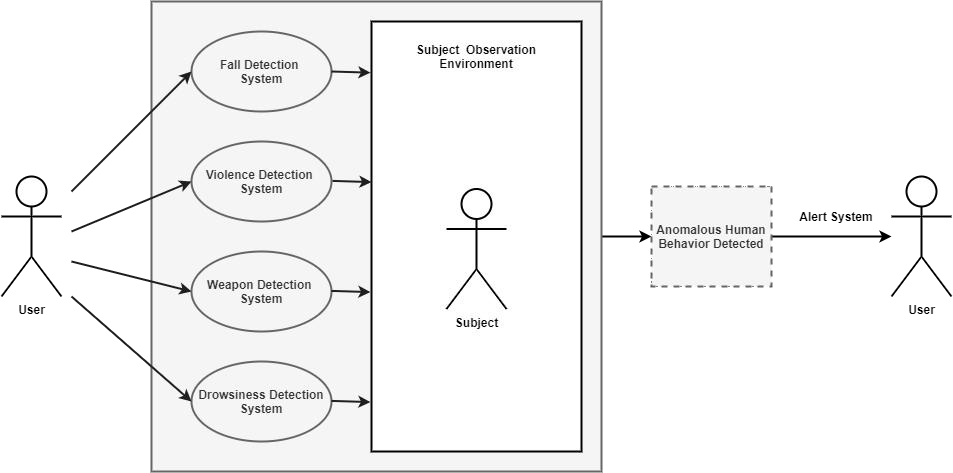 Fall Detection
System
Violence Detection
System
Weapon Detection
System
Drowsiness Detection
System
Subject Observation
Environment
Subject
User
Anomalous Human
Behavior Detected
Alert System
User